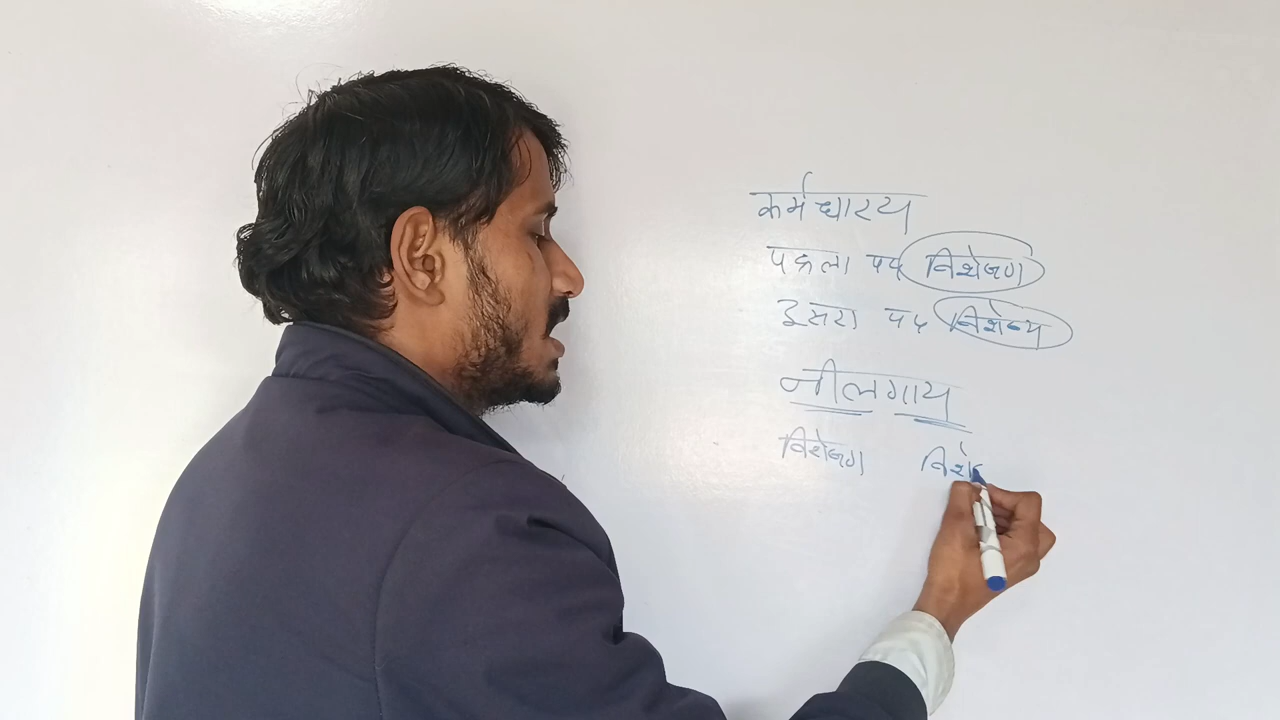 कर्मधारय
पहला पद विशेषण
दूसरा पद विशेष्य
नीलगाय
विशेषण विशे